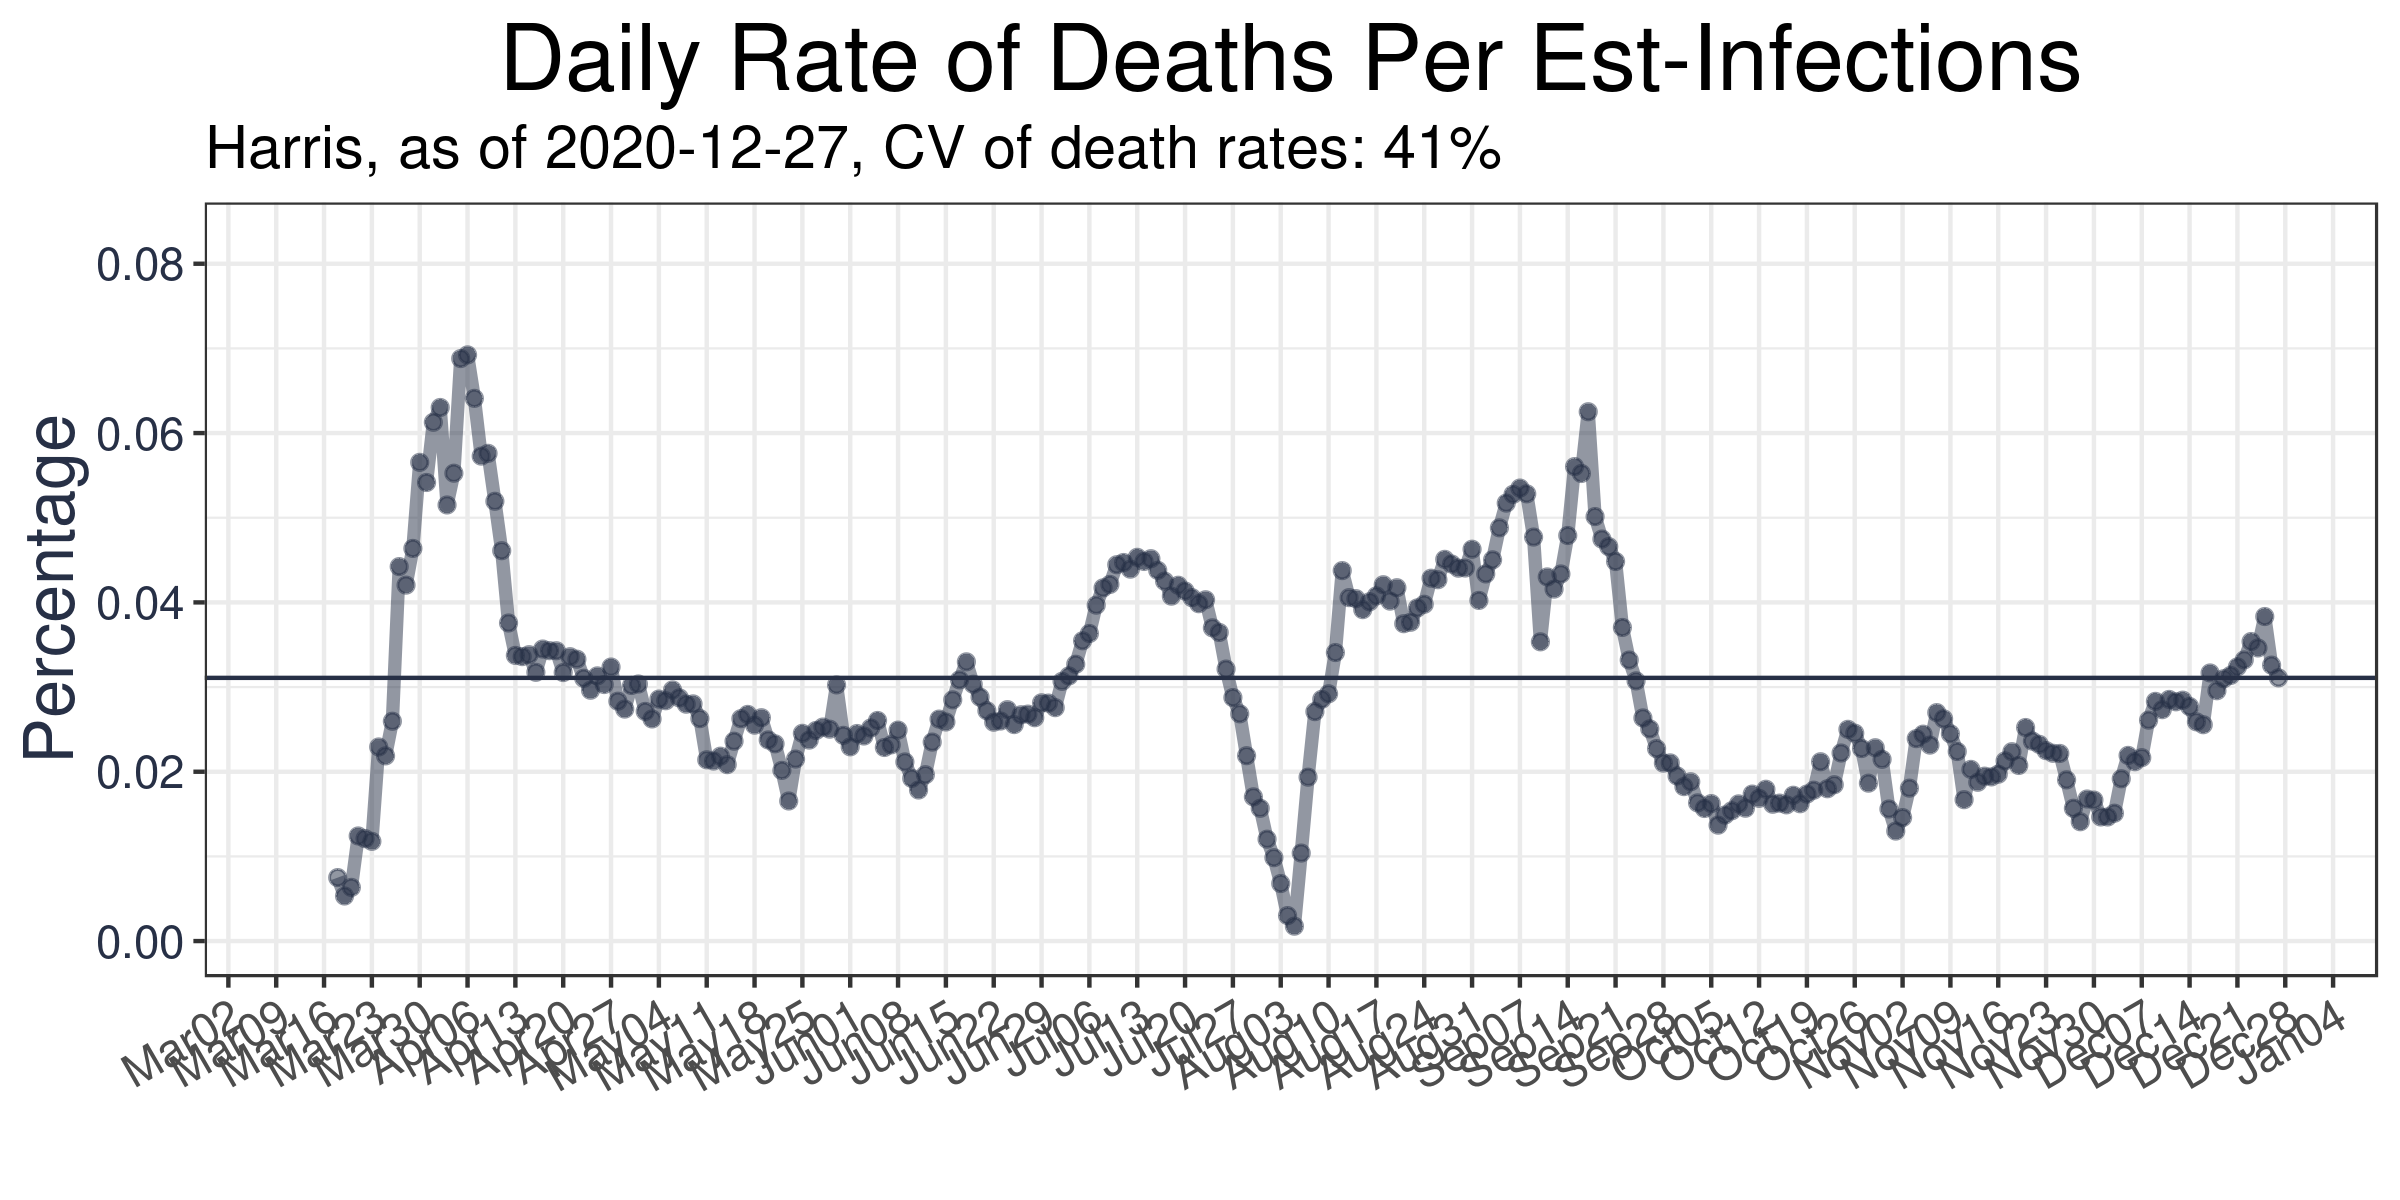 Daily Rate of Deaths Per Est-Infections
Harris, as of 2020-12-27, CV of death rates: 41%
Percentage
0.08
0.06
0.04
0.02
0.00
Mar02
Mar09
Mar16
Mar23
Mar30
Apr06
Apr13
Apr20
Apr27
May04
May11
May18
May25
Jun01
Jun08
Jun15
Jun22
Jun29
Jul06
Jul13
Jul20
Jul27
Aug03
Aug10
Aug17
Aug24
Aug31
Sep07
Sep14
Sep21
Sep28
Oct05
Oct12
Oct19
Oct26
Nov02
Nov09
Nov16
Nov23
Nov30
Dec07
Dec14
Dec21
Dec28
Jan04